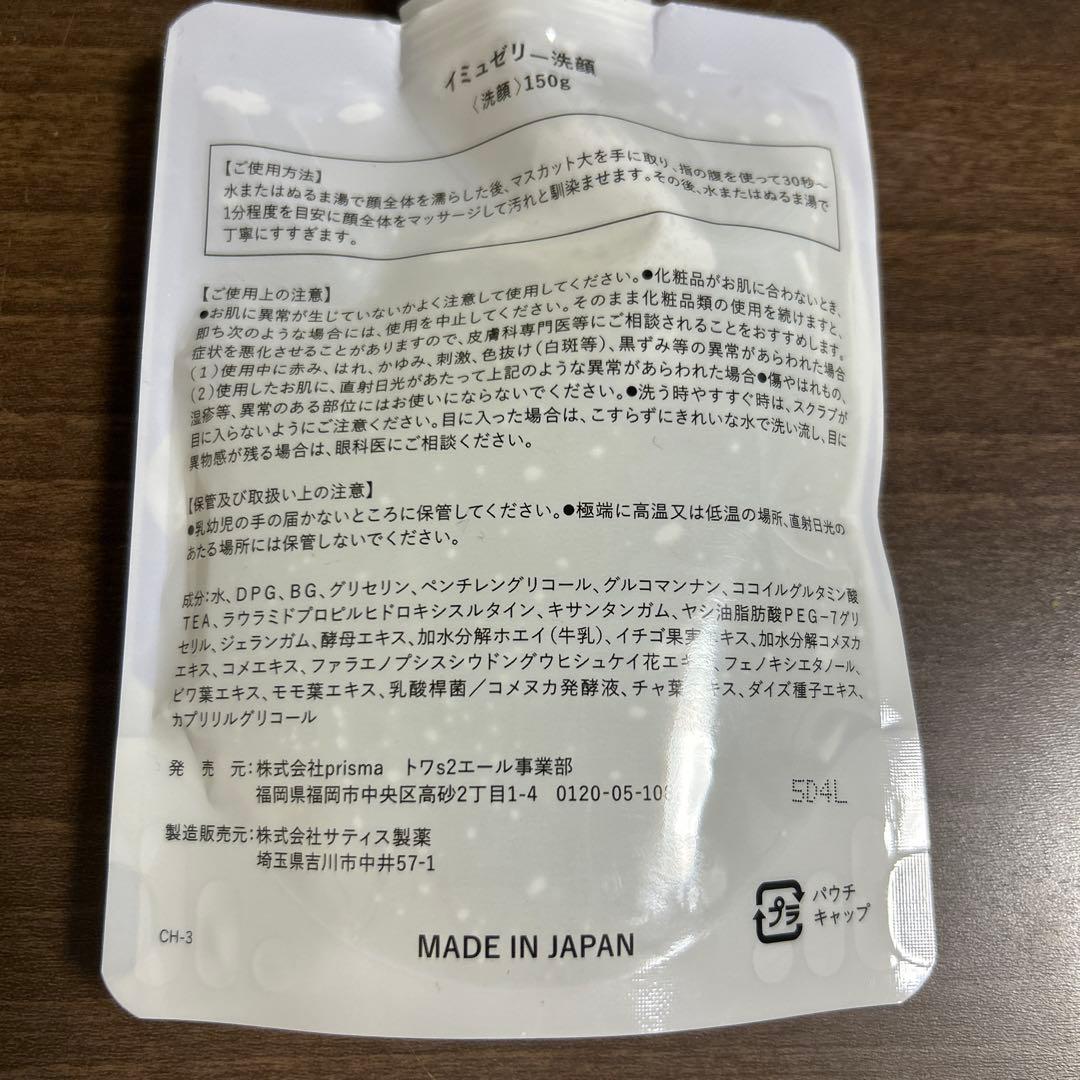 イミュゼリー洗顔
〈洗顔〉150g
【ご使用方法】
水またはぬるま湯で顔全体を濡らした後、マスカット大を手に取り、指の腹を使って30秒〜
1分程度を目安に顔全体をマッサージして汚れと馴染ませます。その後、水またはぬるま湯で
丁寧にすすぎます。
【ご使用上の注意】
●お肌に異常が生じていないかよく注意して使用してください。●化粧品がお肌に合わないとき、
即ち次のような場合には、使用を中止してください。そのまま化粧品類の使用を続けますと、
症状を悪化させることがありますので、皮膚科専門医等にご相談されることをおすすめします。
(1)使用中に赤み、はれ、かゆみ、刺激、色抜け(白斑等)、黒ずみ等の異常があらわれた場合
(2)使用したお肌に、直射日光があたって上記のような異常があらわれた場合●傷やはれもの、
湿疹等、異常のある部位にはお使いにならないでください。●洗う時やすすぐ時は、スクラブが
目に入らないようにご注意ください。目に入った場合は、こすらずにきれいな水で洗い流し、目に
異物感が残る場合は、眼科医にご相談ください。
【保管及び取扱い上の注意】
●乳幼児の手の届かないところに保管してください。●極端に高温又は低温の場所、直射日光の
あたる場所には保管しないでください。
成分:水、DPG、BG、グリセリン、ペンチレングリコール、グルコマンナン、ココイルグルタミン酸
TEA、ラウラミドプロピルヒドロキシスルタイン、キサンタンガム、ヤシ油脂肪酸PEG-7グリ
セリル、ジェランガム、酵母エキス、加水分解ホエイ(牛乳)、イチゴ果実エキス、加水分解コメヌカ
エキス、コメエキス、ファラエノプシスシウドングウヒシュケイ花エキス、フェノキシエタノール、
ビワ葉エキス、モモ葉エキス、乳酸桿菌/コメヌカ発酵液、チャ葉エキス、ダイズ種子エキス、
カプリリルグリコール
発売元:株式会社prisma トワs2エール事業部
福岡県福岡市中央区高砂2丁目1-4 0120-05-108
製造販売元:株式会社サティス製薬
埼玉県吉川市中井57-1
5D4L
プラ
パウチ
キャップ
CH-3
MADE IN JAPAN